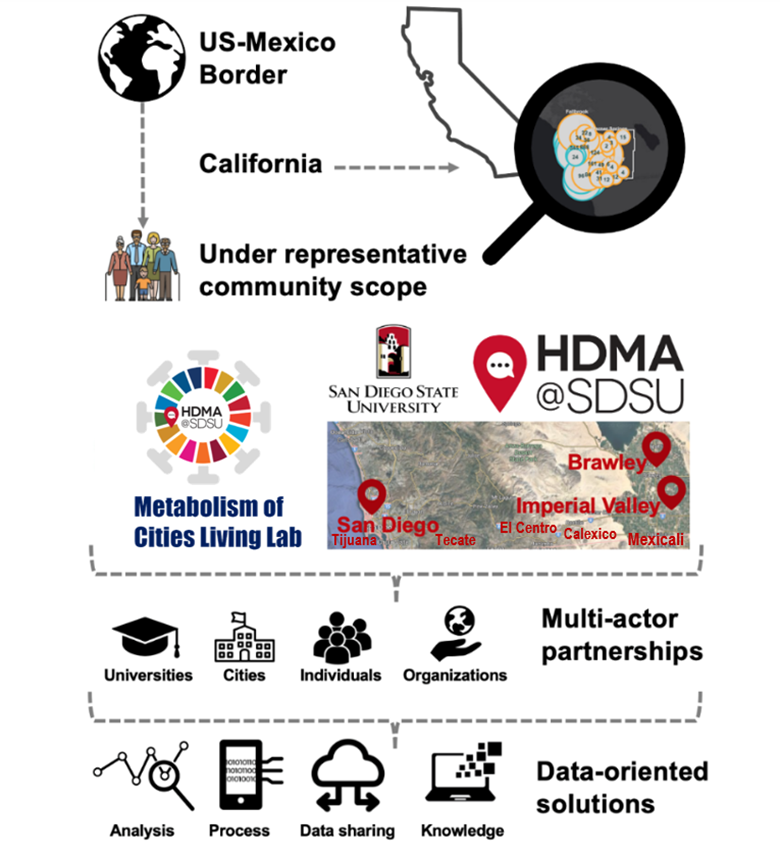 US-Mexico
Border
California
Under representative
community scope
SAN DIEGO STATE
UNIVERSITY
HDMA
@SDSU
HDMA
@SDSU
Metabolism of
Cities Living Lab
Brawley
Imperial Valley
San Diego
El Centro
Calexico
Tijuana
Tecate
Mexicali
Universities
Cities
Individuals
Organizations
Multi-actor
partnerships
Analysis
Process
Data sharing
Knowledge
Data-oriented
solutions